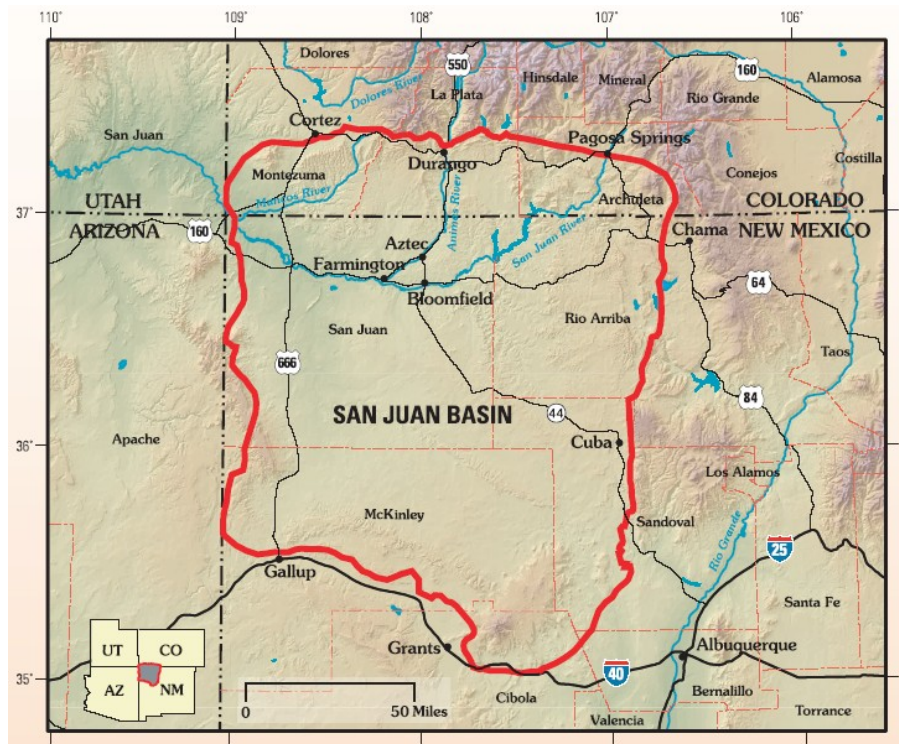 110°
109°
108°
107°
106°
Dolores
550
Hinsdale
Mineral
160
Alamosa
La Plata
Dolores River
Rio Grande
San Juan
Cortez
Pagosa Springs
Durango
Costilla
Montezuma
Conejos
Mancos River
Animas River
Archuleta
UTAH
COLORADO
37°
ARIZONA
160
NEW MEXICO
Chama
Aztec
San Juan River
Farmington
Bloomfield
64
San Juan
Rio Arriba
666
Taos
84
SAN JUAN BASIN
44
Apache
Cuba
36°
Los Alamos
McKinley
Sandoval
Rio Grande
25
Gallup
Santa Fe
UT
CO
Grants
Albuquerque
AZ
NM
35°
40
Cibola
Bernalillo
0
50 Miles
Valencia
Torrance